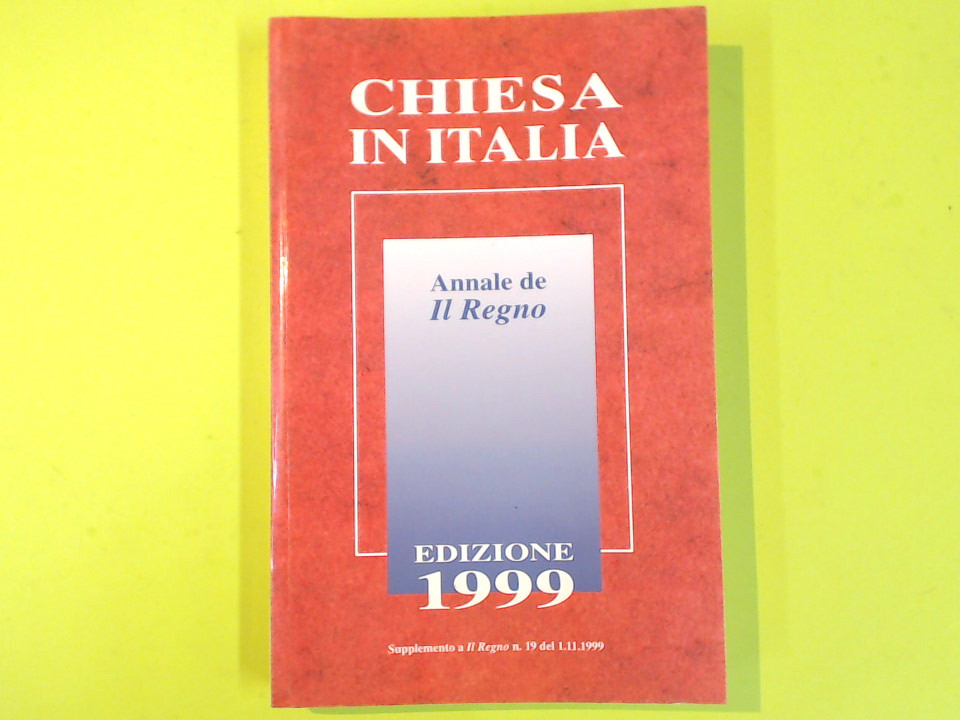 CHIESA
IN ITALIA
Annale de
Il Regno
EDIZIONE
1999
Supplemento a Il Regno n. 19 del 1.11.1999